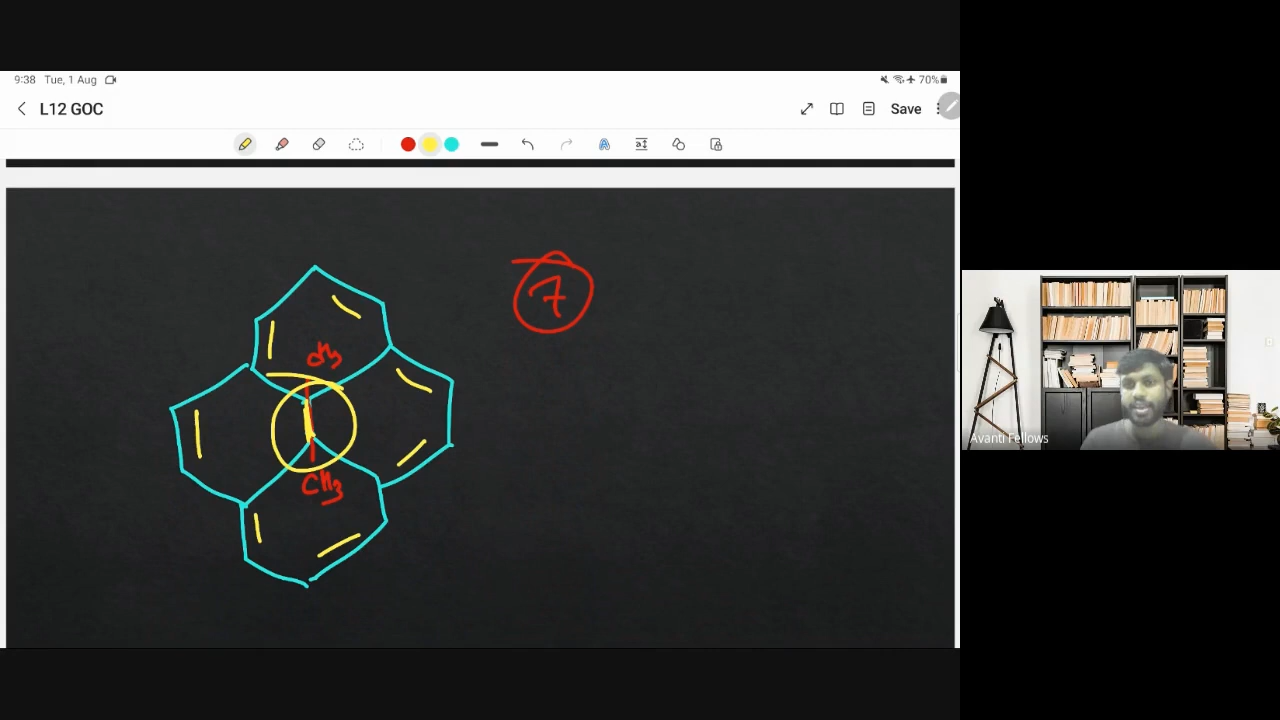 9:38 Tue, 1 Aug 70%
L12 GOC
Save
7
CH3
CH3
Avanti Fellows